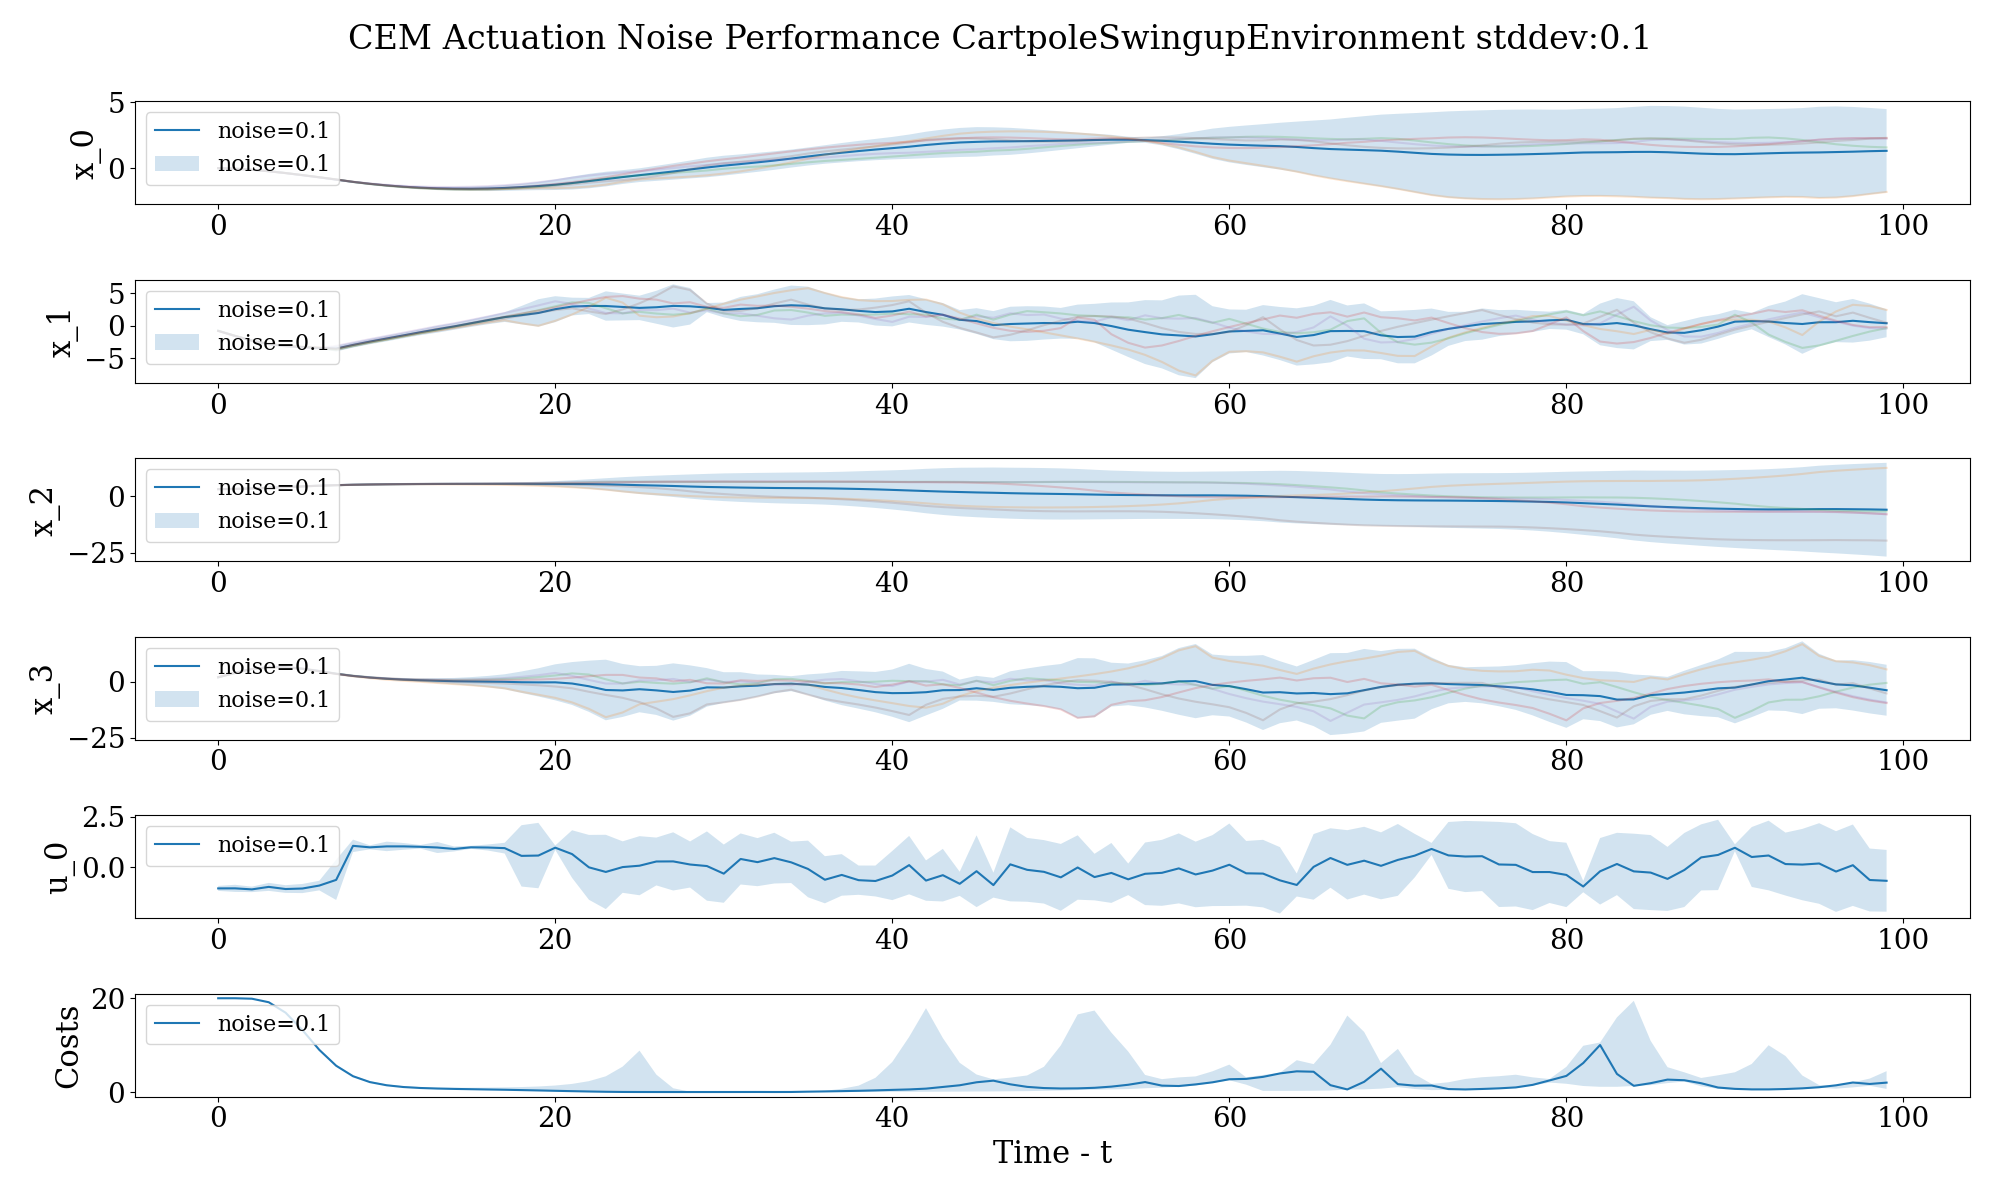 CEM Actuation Noise Performance CartpoleSwingupEnvironment stddev:0.1
x_0
5
0
noise=0.1
noise=0.1
0 20 40 60 80 100
x_1
5
0
−5
noise=0.1
noise=0.1
0 20 40 60 80 100
x_2
0
−25
noise=0.1
noise=0.1
0 20 40 60 80 100
x_3
0
−25
noise=0.1
noise=0.1
0 20 40 60 80 100
u_0
2.5
0.0
noise=0.1
0 20 40 60 80 100
Costs
20
0
noise=0.1
0 20 40 60 80 100
Time - t